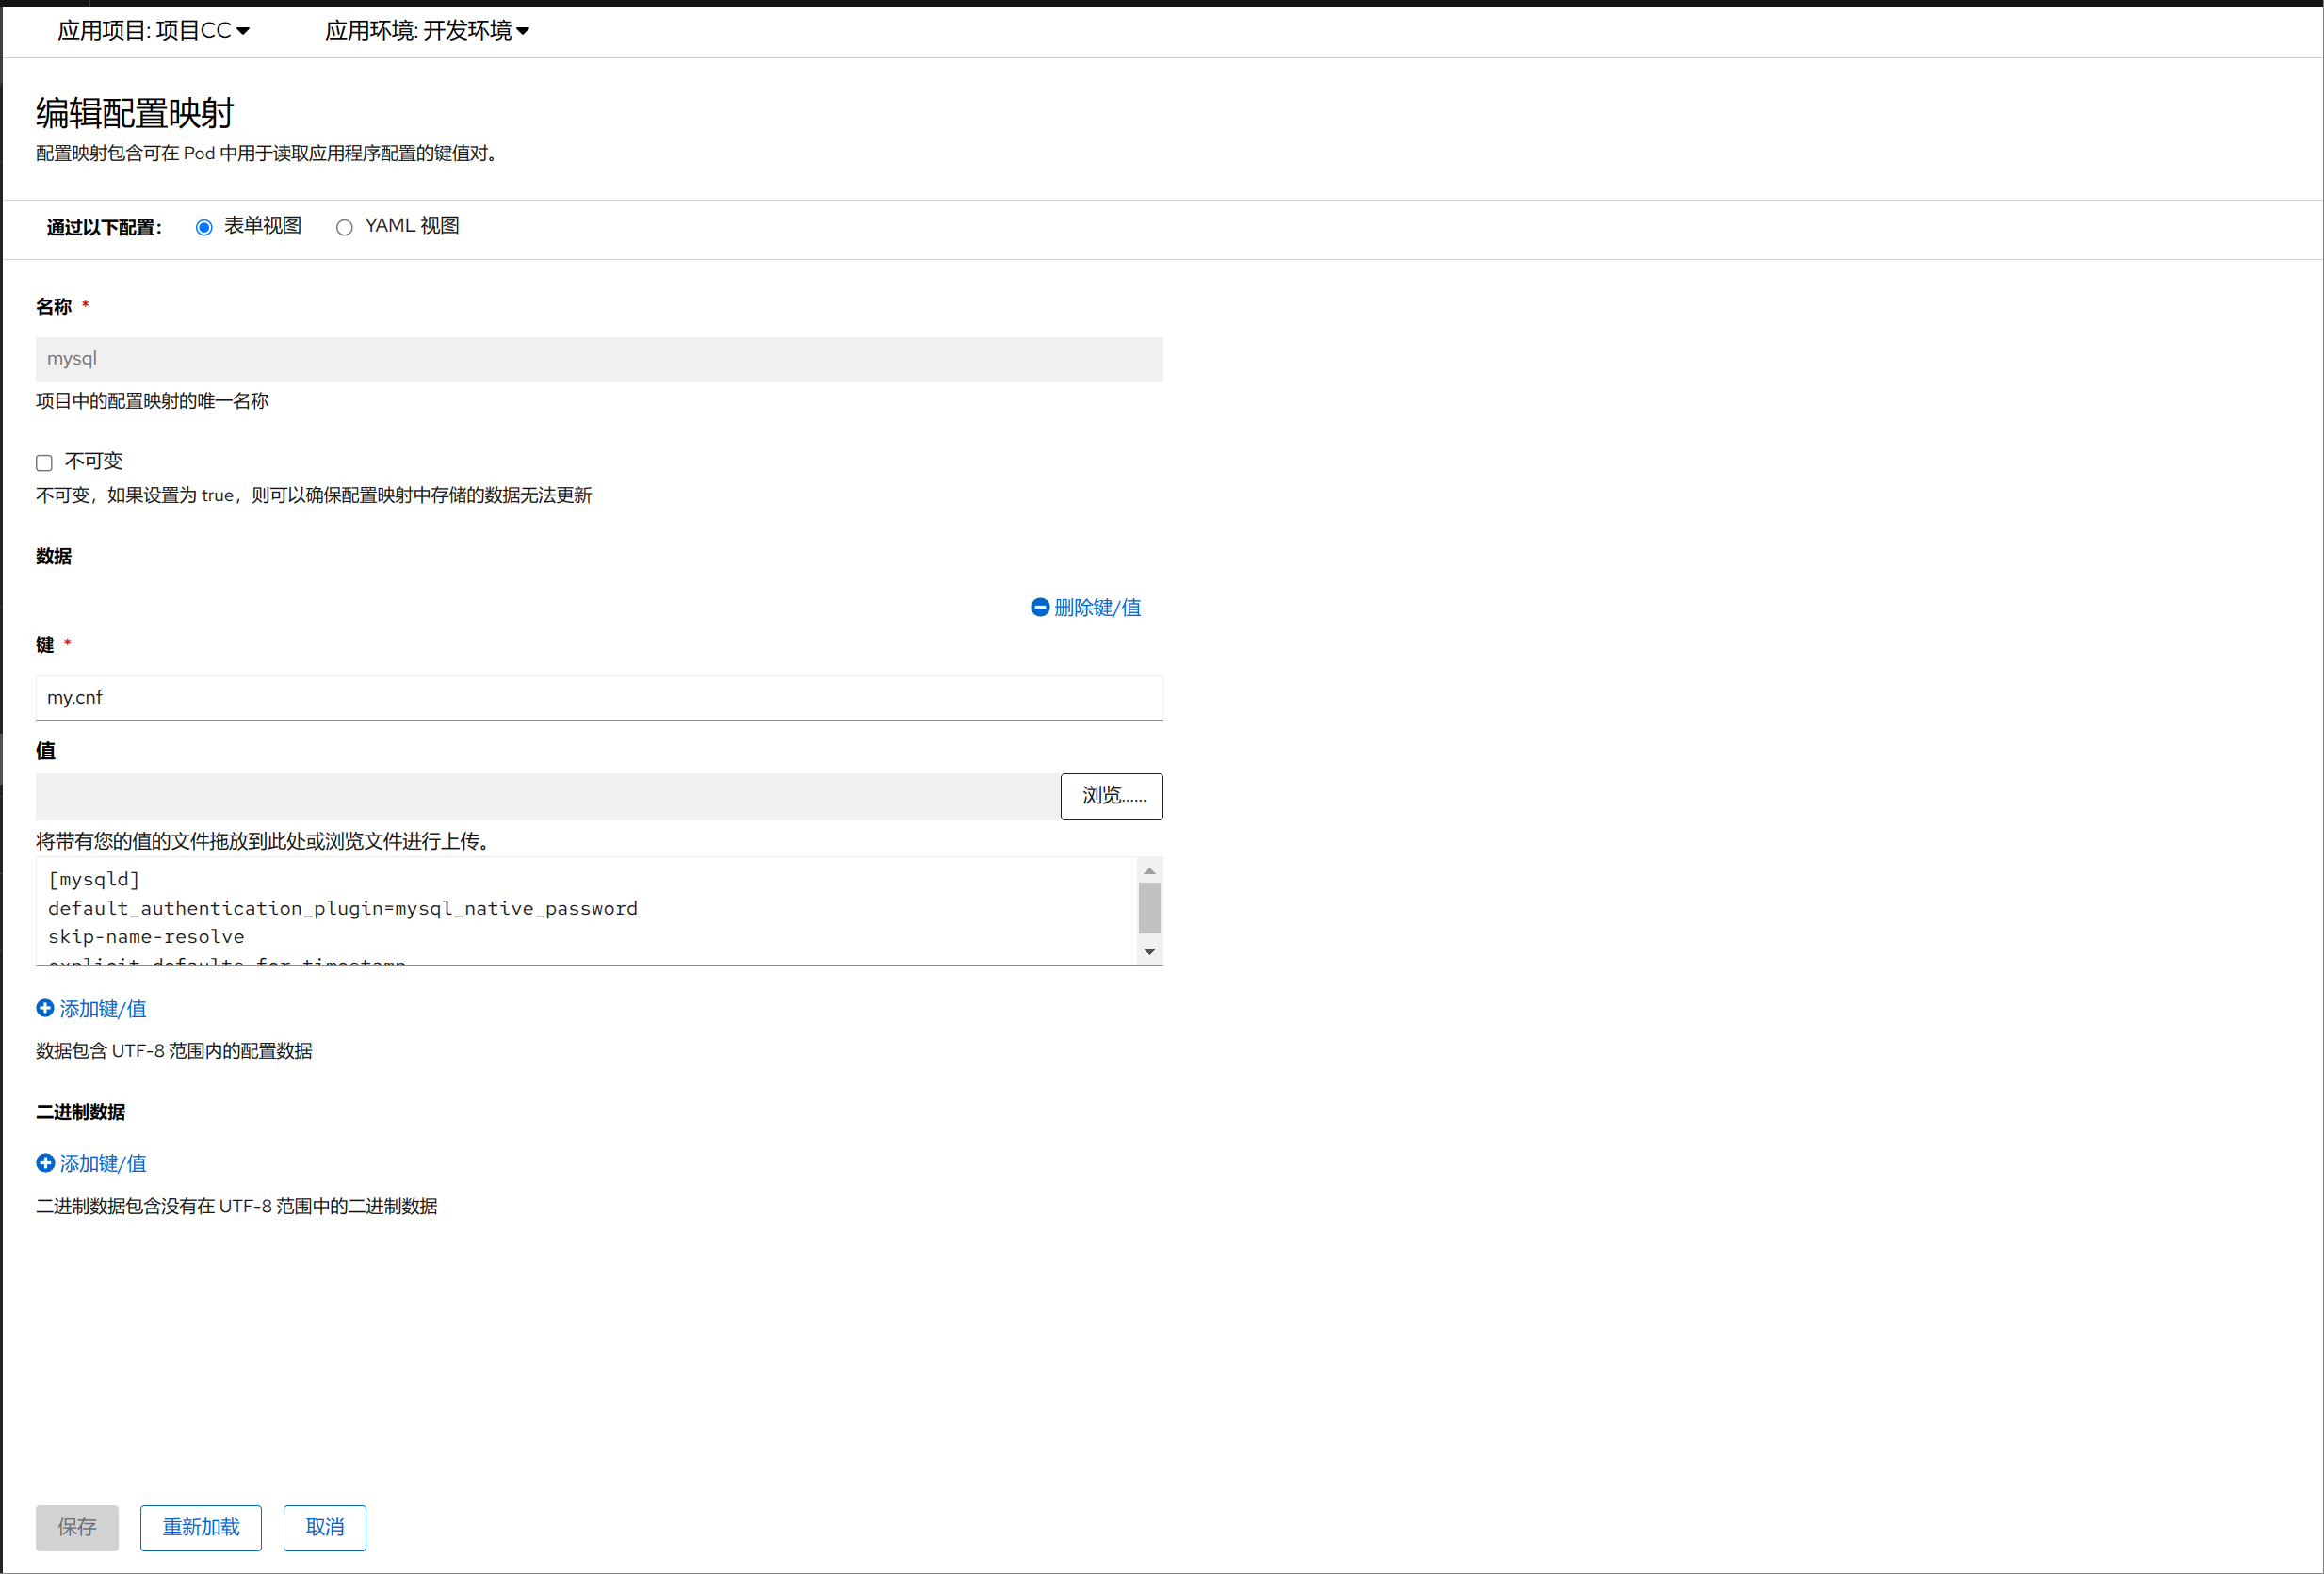 应用项目: 项目CC 应用环境: 开发环境
编辑配置映射
配置映射包含可在 Pod 中用于读取应用程序配置的键值对。
通过以下配置： 表单视图 YAML 视图
名称 *
mysql
项目中的配置映射的唯一名称
不可变
不可变，如果设置为 true，则可以确保配置映射中存储的数据无法更新
数据
删除键/值
键 *
my.cnf
值
浏览......
将带有您的值的文件拖放到此处或浏览文件进行上传。
[mysqld]
default_authentication_plugin=mysql_native_password
skip-name-resolve
explicit_defaults_for_timestamp
添加键/值
数据包含 UTF-8 范围内的配置数据
二进制数据
添加键/值
二进制数据包含没有在 UTF-8 范围中的二进制数据
保存 重新加载 取消